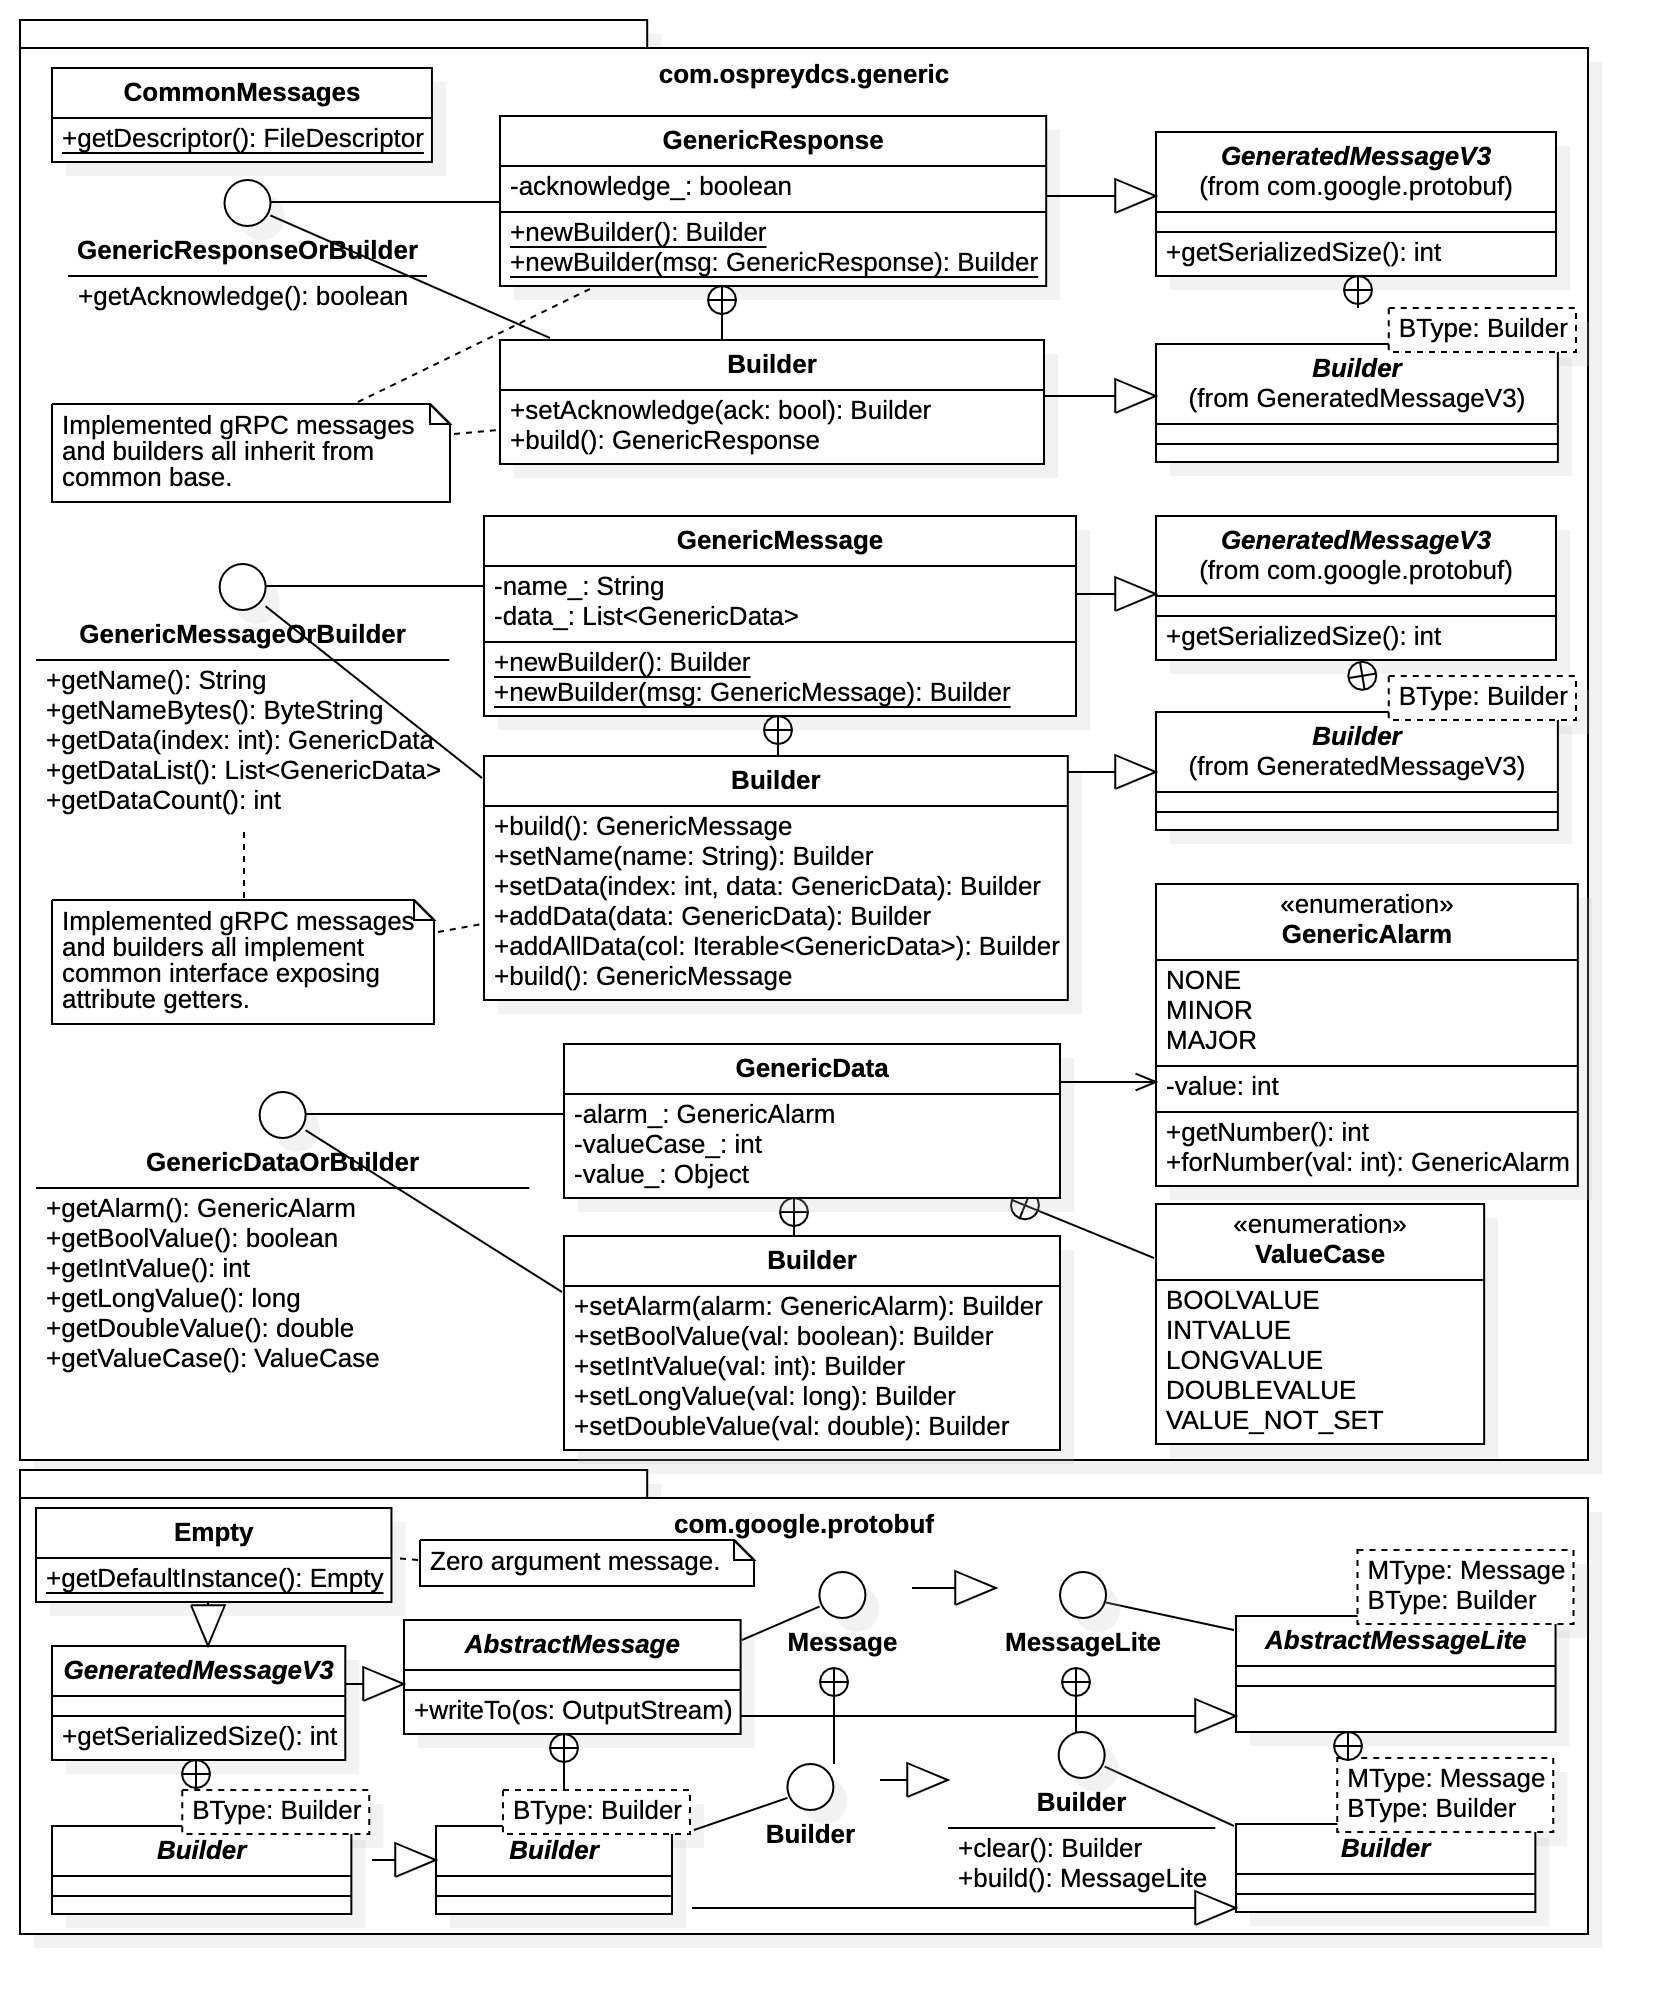 com.ospreydcs.generic
CommonMessages
+getDescriptor(): FileDescriptor
GenericResponseOrBuilder
+getAcknowledge(): boolean
GenericResponse
-acknowledge_: boolean
+newBuilder(): Builder
+newBuilder(msg: GenericResponse): Builder
GeneratedMessageV3
(from com.google.protobuf)
+getSerializedSize(): int
Builder
+setAcknowledge(ack: bool): Builder
+build(): GenericResponse
BType: Builder
Builder
(from GeneratedMessageV3)
Implemented gRPC messages
and builders all inherit from
common base.
GenericMessageOrBuilder
+getName(): String
+getNameBytes(): ByteString
+getData(index: int): GenericData
+getDataList(): List<GenericData>
+getDataCount(): int
GenericMessage
-name_: String
-data_: List<GenericData>
+newBuilder(): Builder
+newBuilder(msg: GenericMessage): Builder
GeneratedMessageV3
(from com.google.protobuf)
+getSerializedSize(): int
BType: Builder
Builder
(from GeneratedMessageV3)
Builder
+build(): GenericMessage
+setName(name: String): Builder
+setData(index: int, data: GenericData): Builder
+addData(data: GenericData): Builder
+addAllData(col: Iterable<GenericData>): Builder
+build(): GenericMessage
Implemented gRPC messages
and builders all implement
common interface exposing
attribute getters.
«enumeration»
GenericAlarm
NONE
MINOR
MAJOR
-value: int
+getNumber(): int
+forNumber(val: int): GenericAlarm
GenericData
-alarm_: GenericAlarm
-valueCase_: int
-value_: Object
GenericDataOrBuilder
+getAlarm(): GenericAlarm
+getBoolValue(): boolean
+getIntValue(): int
+getLongValue(): long
+getDoubleValue(): double
+getValueCase(): ValueCase
Builder
+setAlarm(alarm: GenericAlarm): Builder
+setBoolValue(val: boolean): Builder
+setIntValue(val: int): Builder
+setLongValue(val: long): Builder
+setDoubleValue(val: double): Builder
«enumeration»
ValueCase
BOOLVALUE
INTVALUE
LONGVALUE
DOUBLEVALUE
VALUE_NOT_SET
com.google.protobuf
Empty
+getDefaultInstance(): Empty
Zero argument message.
GeneratedMessageV3
+getSerializedSize(): int
AbstractMessage
+writeTo(os: OutputStream)
Message
MessageLite
MType: Message
BType: Builder
AbstractMessageLite
BType: Builder
Builder
BType: Builder
Builder
Builder
Builder
+clear(): Builder
+build(): MessageLite
MType: Message
BType: Builder
Builder